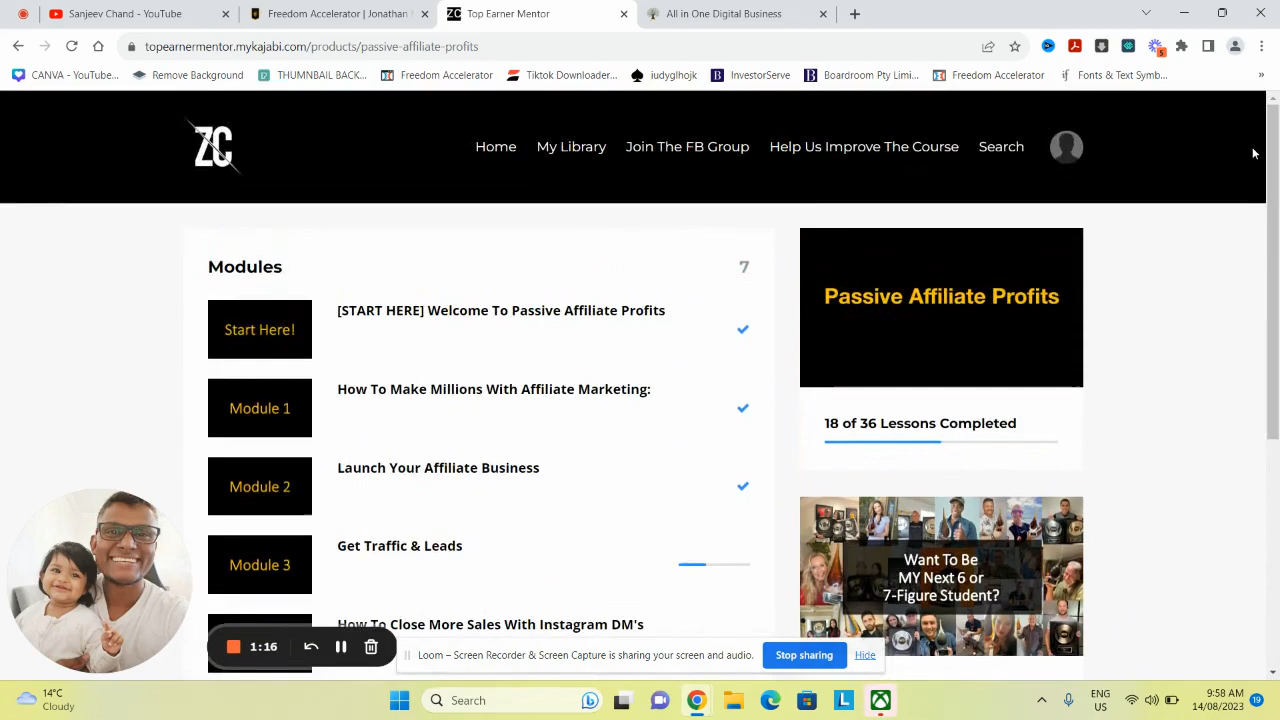 Sanjeev Chand -
Freedom Accelerator | Jonathan
ZC Top Earner Mentor
All in One Digital Business
topearnermentor.mykajabi.com/products/passive-affiliate-profits
5
CANVA - YouTube...
Remove Background
THUMNBAIL BACK...
Freedom Accelerator
Tiktok Downloader...
iudyglhojk
InvestorServe
Boardroom Pty Limi...
Freedom Accelerator
Fonts & Text Symb...
»
ZC
Home
My Library
Join The FB Group
Help Us Improve The Course
Search
Modules
7
Start Here!
[START HERE] Welcome To Passive Affiliate Profits
Module 1
How To Make Millions With Affiliate Marketing:
Module 2
Launch Your Affiliate Business
Module 3
Get Traffic & Leads
How To Close More Sales With Instagram DM's
Passive Affiliate Profits
18 of 36 Lessons Completed
Want To Be
MY Next 6 or
7-Figure Student?
1:16
Loom – Screen Recorder & Screen Capture is sharing your screen and audio.
Stop sharing
Hide
14°C
Cloudy
Search
ENG
US
9:58 AM
14/08/2023
19